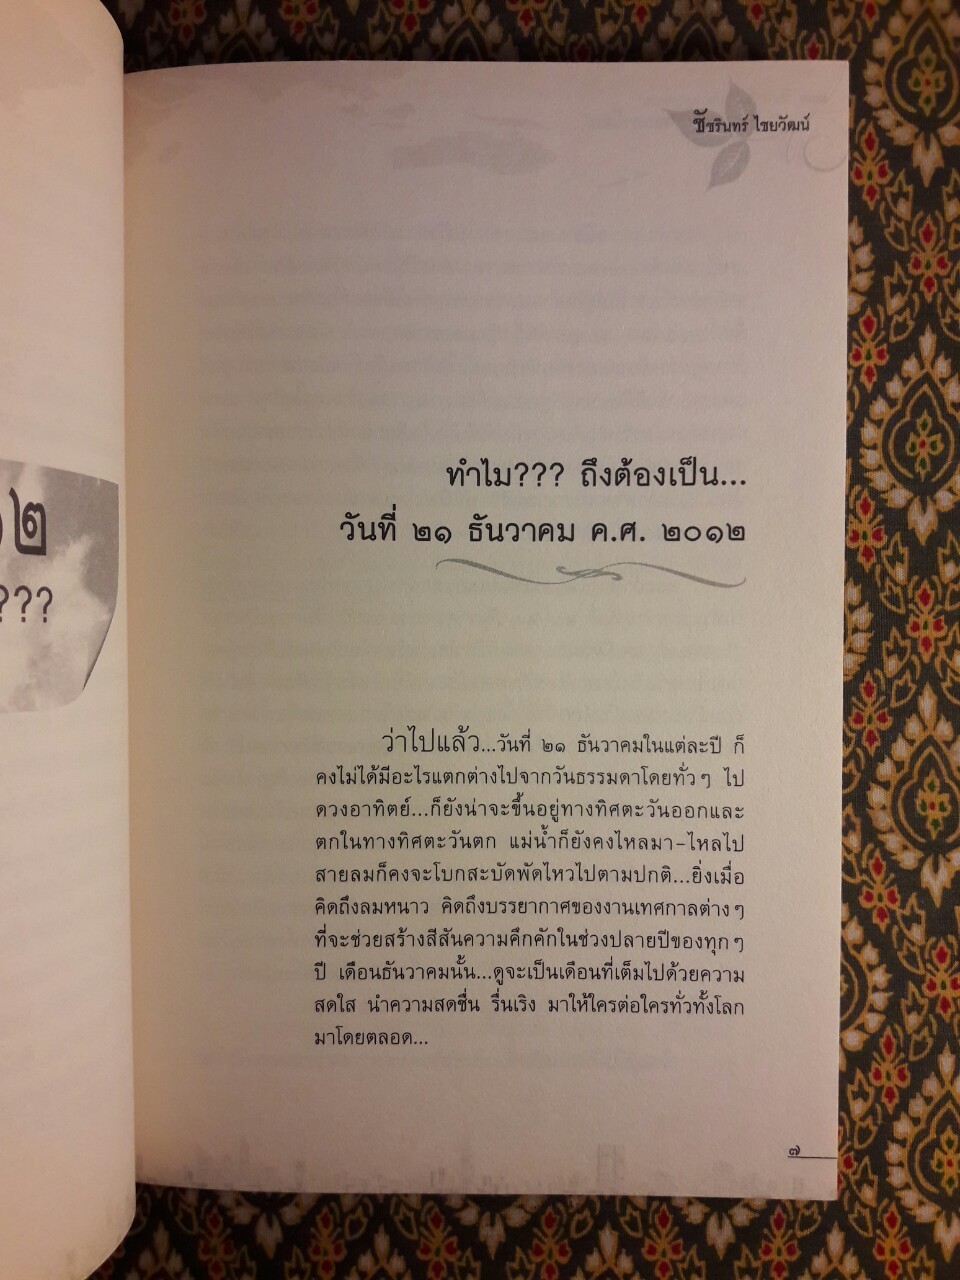 ๒
???
ชัชรินทร์ ไชยวัฒน์
ทำไม??? ถึงต้องเป็น...
วันที่ ๒๑ ธันวาคม ค.ศ. ๒๐๑๒
ว่าไปแล้ว...วันที่ ๒๑ ธันวาคมในแต่ละปี ก็
คงไม่ได้มีอะไรแตกต่างไปจากวันธรรมดาโดยทั่วๆ ไป
ดวงอาทิตย์...ก็ยังน่าจะขึ้นอยู่ทางทิศตะวันออกและ
ตกในทางทิศตะวันตก แม่น้ำก็ยังคงไหลมา-ไหลไป
สายลมก็คงจะโบกสะบัดพัดไหวไปตามปกติ...ยิ่งเมื่อ
คิดถึงลมหนาว คิดถึงบรรยากาศของงานเทศกาลต่างๆ
ที่จะช่วยสร้างสีสันความคึกคักในช่วงปลายปีของทุกๆ
ปี เดือนธันวาคมนั้น...ดูจะเป็นเดือนที่เต็มไปด้วยความ
สดใส นำความสดชื่น รื่นเริง มาให้ใครต่อใครทั่วทั้งโลก
มาโดยตลอด...
๗